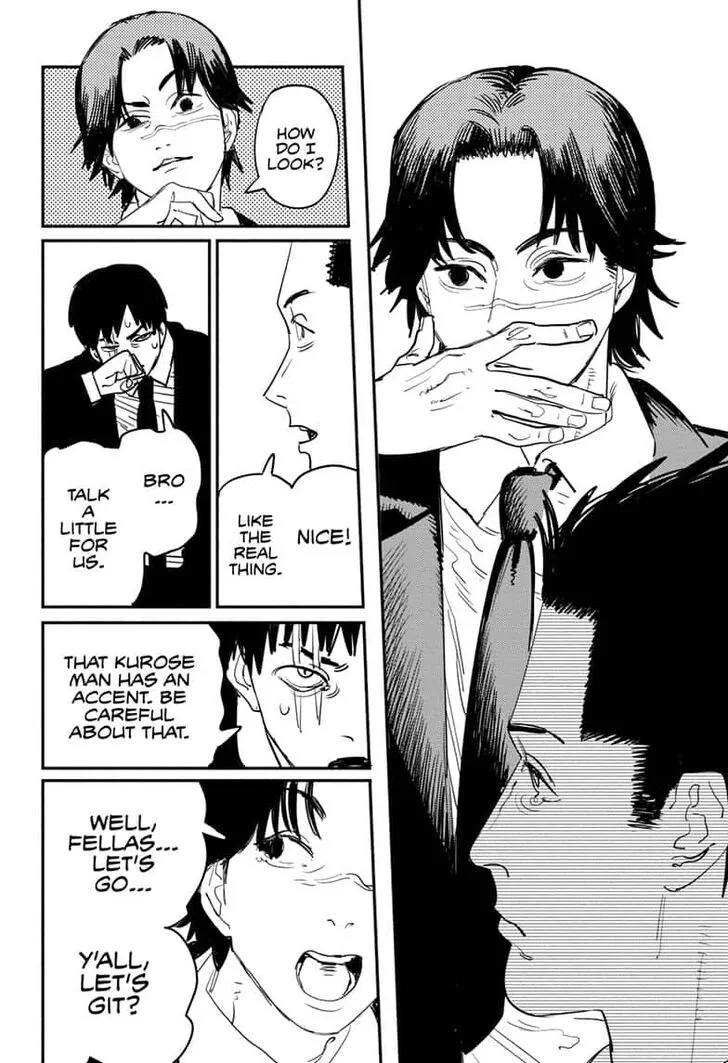 HOW
DO I
LOOK?
NICE!
LIKE
THE
REAL
THING.
BRO
...
TALK
A
LITTLE
FOR
US.
THAT KUROSE
MAN HAS AN
ACCENT. BE
CAREFUL
ABOUT THAT.
WELL,
FELLAS...
LET'S
GO...
Y'ALL,
LET'S
GIT?